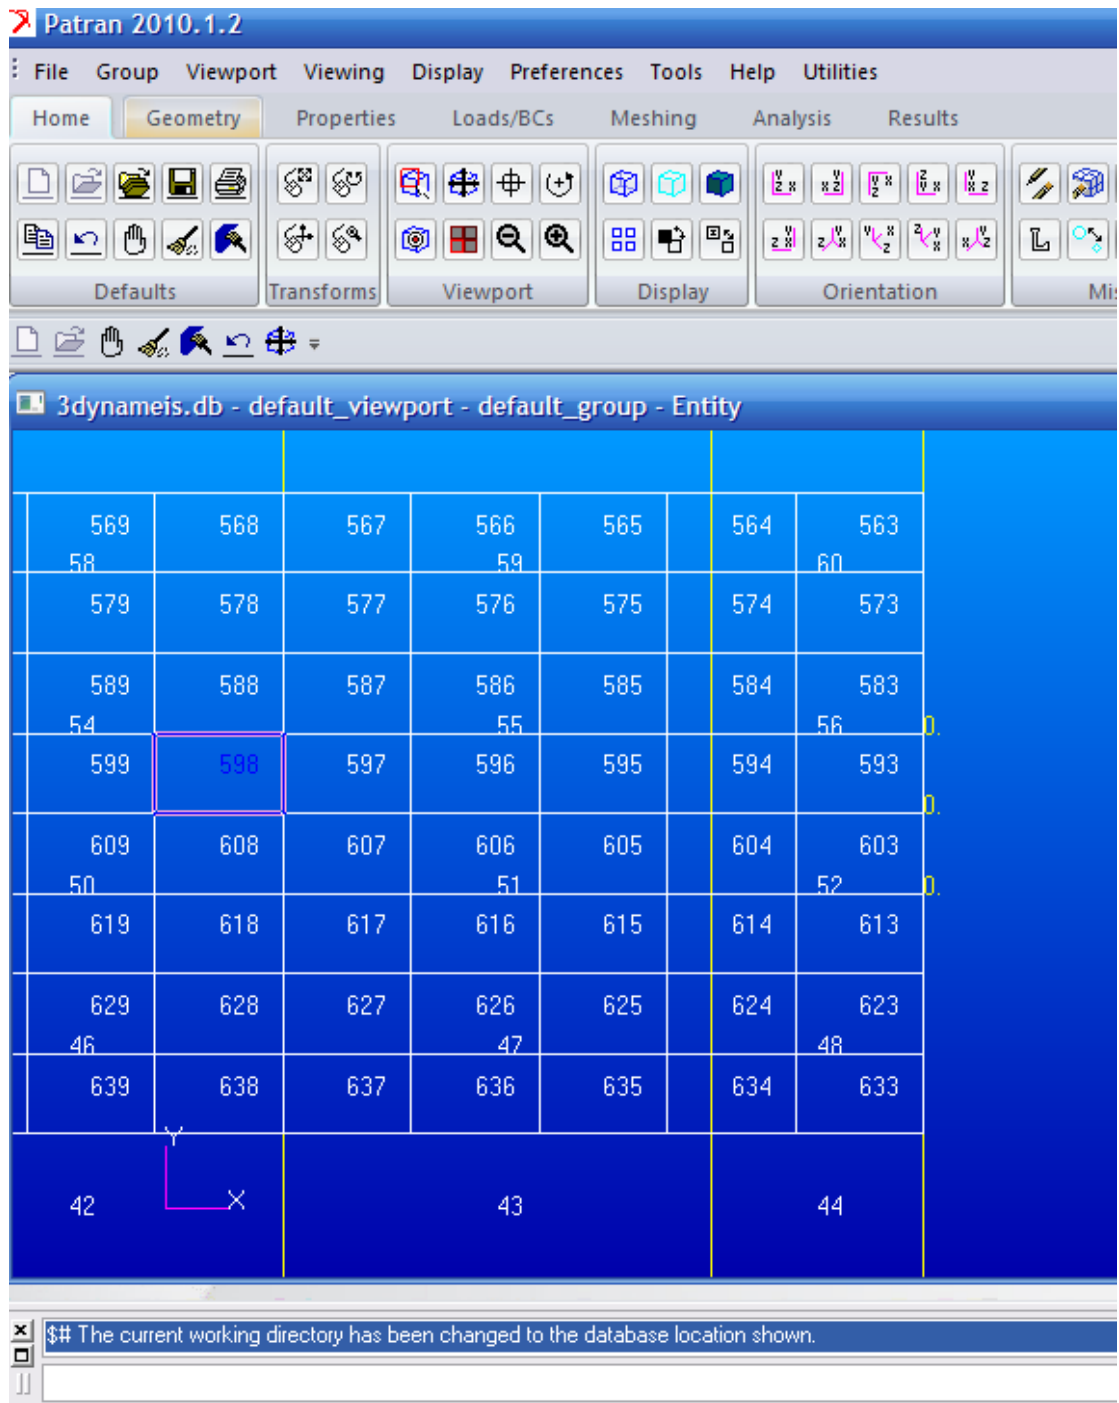 Patran 2010.1.2
File Group Viewport Viewing Display Preferences Tools Help Utilities
Home Geometry Properties Loads/BCs Meshing Analysis Results
Defaults Transforms Viewport Display Orientation
3dynameis.db - default_viewport - default_group - Entity
569 568 567 566 565 564 563
58 59 60
579 578 577 576 575 574 573
589 588 587 586 585 584 583
54 55 56 0.
599 598 597 596 595 594 593
0.
609 608 607 606 605 604 603
50 51 52 0.
619 618 617 616 615 614 613
629 628 627 626 625 624 623
46 47 48
639 638 637 636 635 634 633
Y
X
42 43 44
$# The current working directory has been changed to the database location shown.